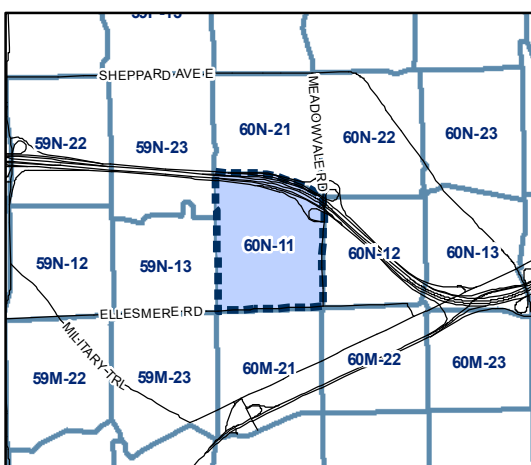 59P-13
SHEPPARD AVE E
MEADOWVALE RD
59N-22
59N-23
60N-21
60N-22
60N-23
59N-12
59N-13
60N-11
60N-12
60N-13
ELLESMERE RD
MILITARY TRL
59M-22
59M-23
60M-21
60M-22
60M-23